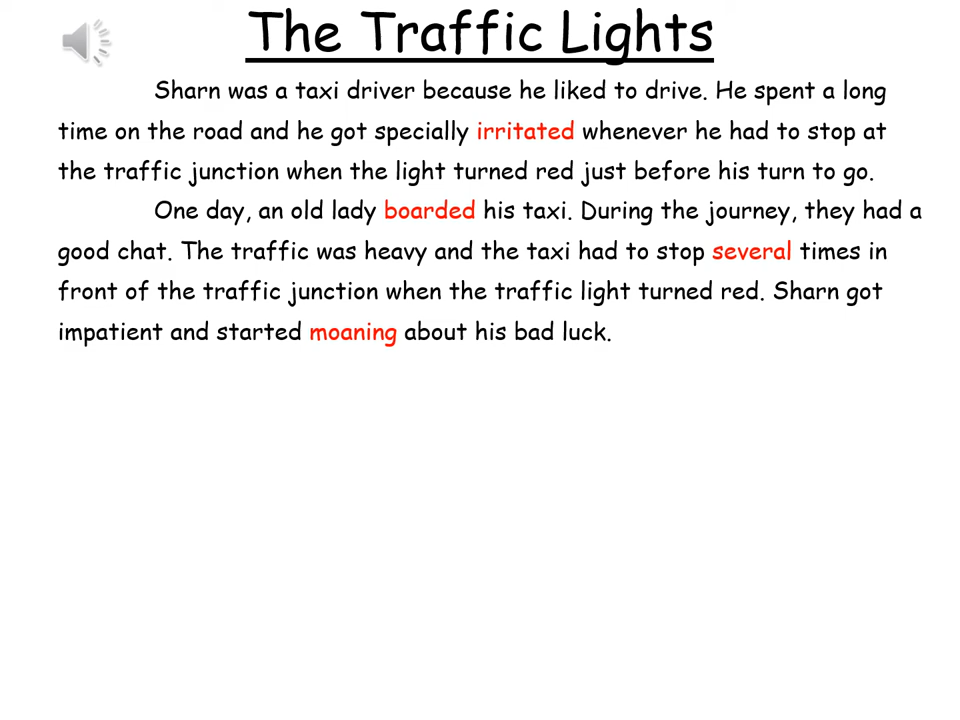 The Traffic Lights
Sharn was a taxi driver because he liked to drive. He spent a long
time on the road and he got specially irritated whenever he had to stop at
the traffic junction when the light turned red just before his turn to go.
One day, an old lady boarded his taxi. During the journey, they had a
good chat. The traffic was heavy and the taxi had to stop several times in
front of the traffic junction when the traffic light turned red. Sharn got
impatient and started moaning about his bad luck.